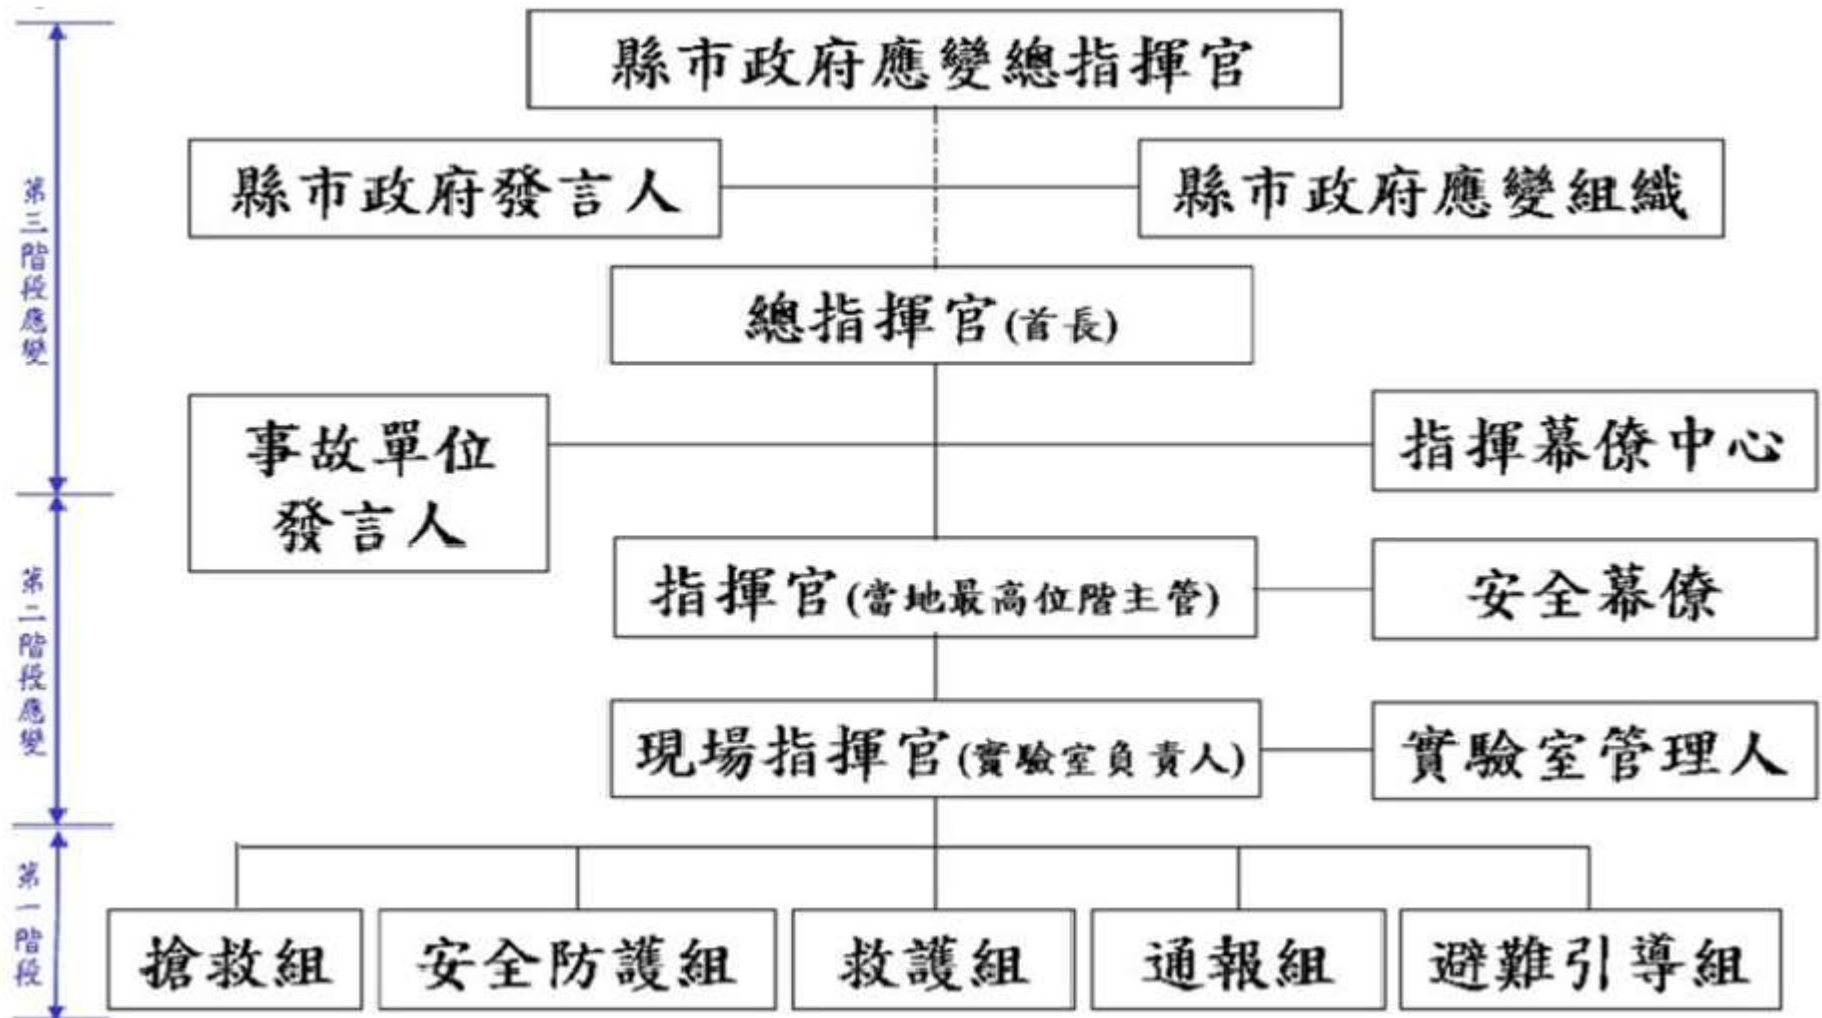 縣市政府應變總指揮官
縣市政府發言人
縣市政府應變組織
總指揮官(首長)
事故單位
發言人
指揮幕僚中心
指揮官(當地最高位階主管)
安全幕僚
現場指揮官(實驗室負責人)
實驗室管理人
搶救組
安全防護組
救護組
通報組
避難引導組
第三階段應變
第二階段應變
第一階段